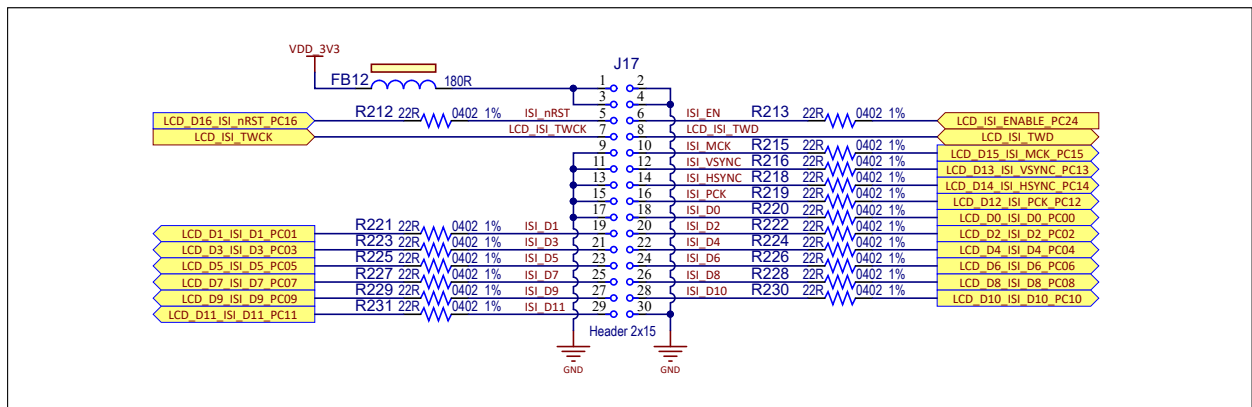 VDD_3V3
FB12 180R
J17
1 2
3 4
LCD_D16_ISI_nRST_PC16 R212 22R 0402 1% ISI_nRST 5 6 ISI_EN R213 22R 0402 1% LCD_ISI_ENABLE_PC24
LCD_ISI_TWCK LCD_ISI_TWCK 7 8 LCD_ISI_TWD LCD_ISI_TWD
9 10 ISI_MCK R215 22R 0402 1% LCD_D15_ISI_MCK_PC15
11 12 ISI_VSYNC R216 22R 0402 1% LCD_D13_ISI_VSYNC_PC13
13 14 ISI_HSYNC R218 22R 0402 1% LCD_D14_ISI_HSYNC_PC14
15 16 ISI_PCK R219 22R 0402 1% LCD_D12_ISI_PCK_PC12
17 18 ISI_D0 R220 22R 0402 1% LCD_D0_ISI_D0_PC00
LCD_D1_ISI_D1_PC01 R221 22R 0402 1% ISI_D1 19 20 ISI_D2 R222 22R 0402 1% LCD_D2_ISI_D2_PC02
LCD_D3_ISI_D3_PC03 R223 22R 0402 1% ISI_D3 21 22 ISI_D4 R224 22R 0402 1% LCD_D4_ISI_D4_PC04
LCD_D5_ISI_D5_PC05 R225 22R 0402 1% ISI_D5 23 24 ISI_D6 R226 22R 0402 1% LCD_D6_ISI_D6_PC06
LCD_D7_ISI_D7_PC07 R227 22R 0402 1% ISI_D7 25 26 ISI_D8 R228 22R 0402 1% LCD_D8_ISI_D8_PC08
LCD_D9_ISI_D9_PC09 R229 22R 0402 1% ISI_D9 27 28 ISI_D10 R230 22R 0402 1% LCD_D10_ISI_D10_PC10
LCD_D11_ISI_D11_PC11 R231 22R 0402 1% ISI_D11 29 30
Header 2x15
GND GND